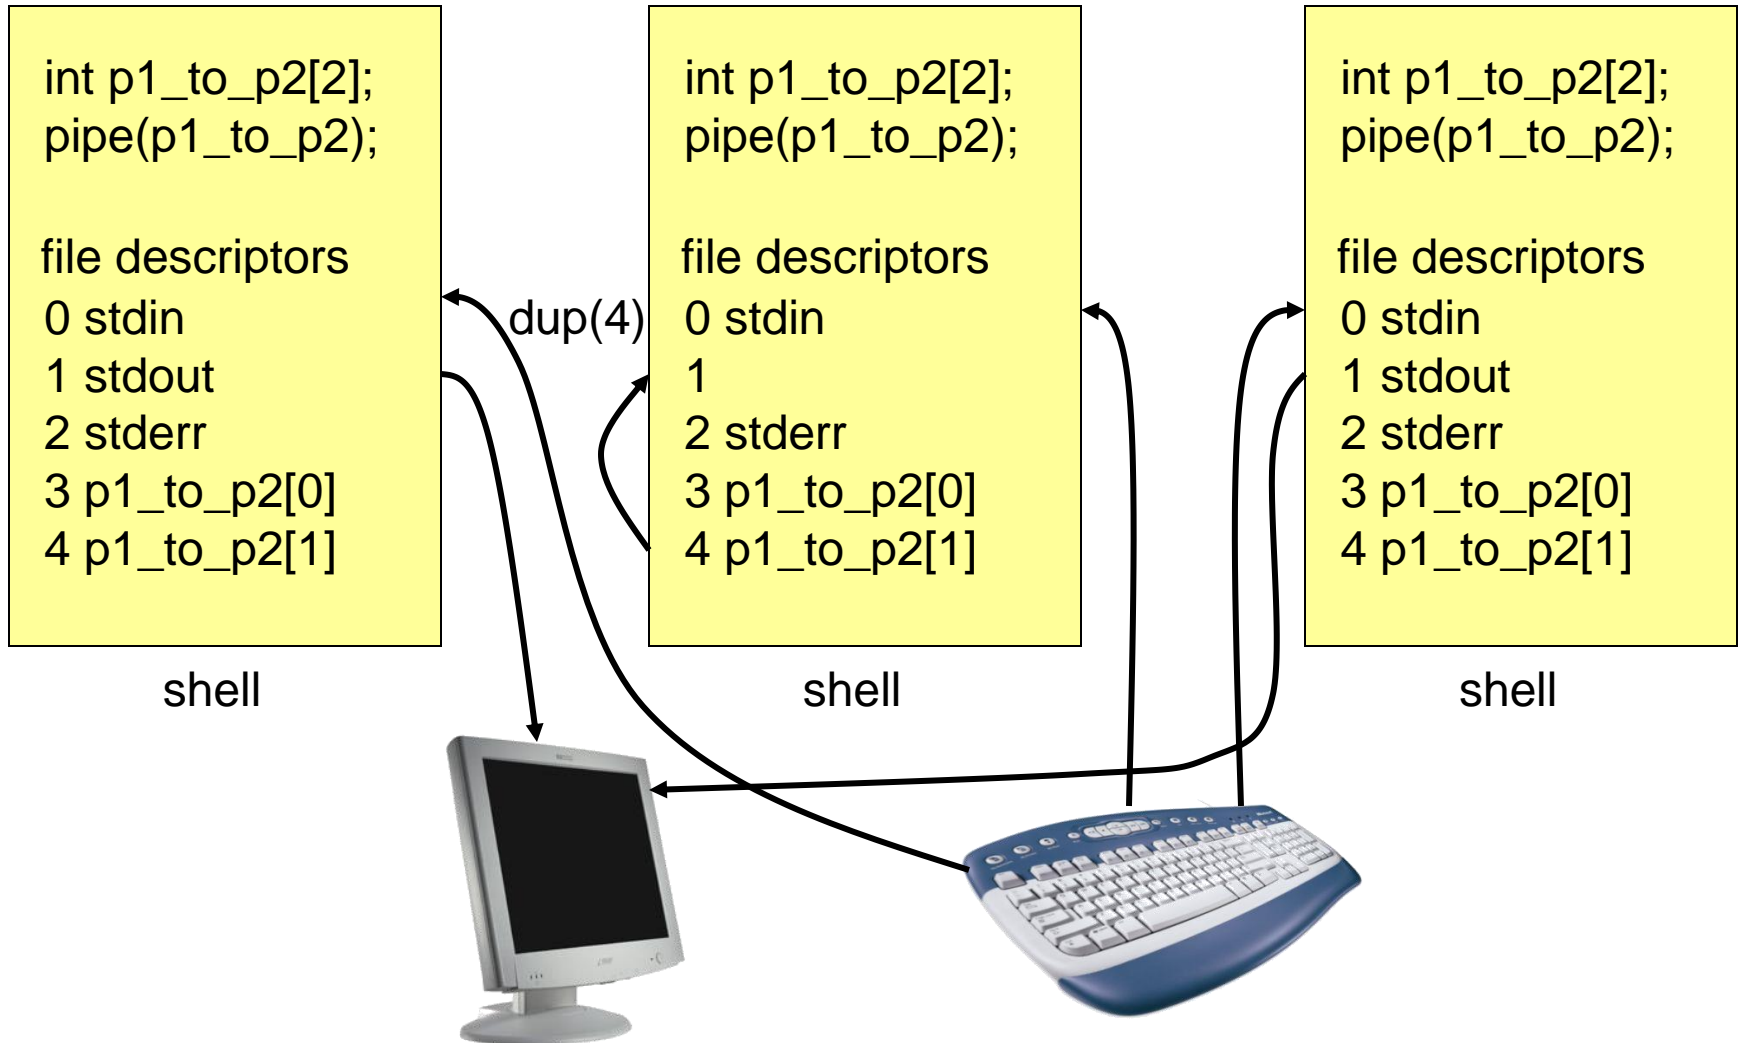 int p1_to_p2[2];
pipe(p1_to_p2);
file descriptors
0 stdin
1 stdout
2 stderr
3 p1_to_p2[0]
4 p1_to_p2[1]
shell
dup(4)
int p1_to_p2[2];
pipe(p1_to_p2);
file descriptors
0 stdin
1
2 stderr
3 p1_to_p2[0]
4 p1_to_p2[1]
shell
int p1_to_p2[2];
pipe(p1_to_p2);
file descriptors
0 stdin
1 stdout
2 stderr
3 p1_to_p2[0]
4 p1_to_p2[1]
shell